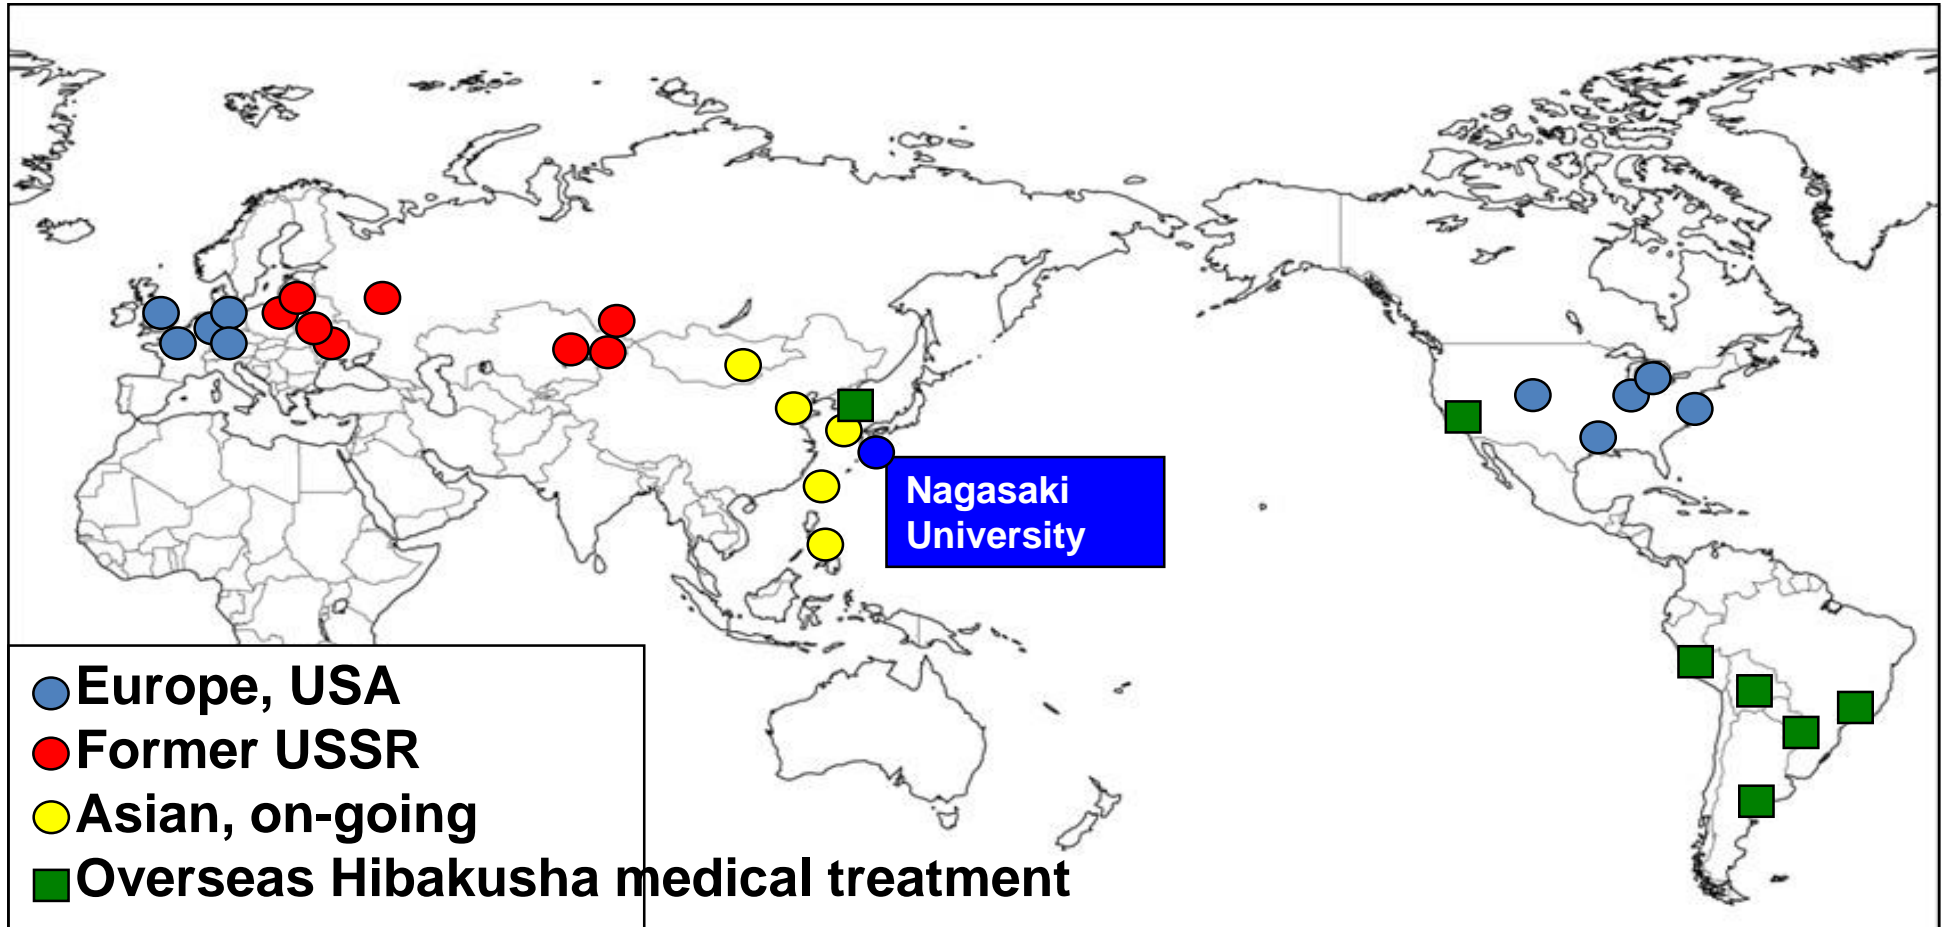 Nagasaki
University
Europe, USA
Former USSR
Asian, on-going
Overseas Hibakusha medical treatment